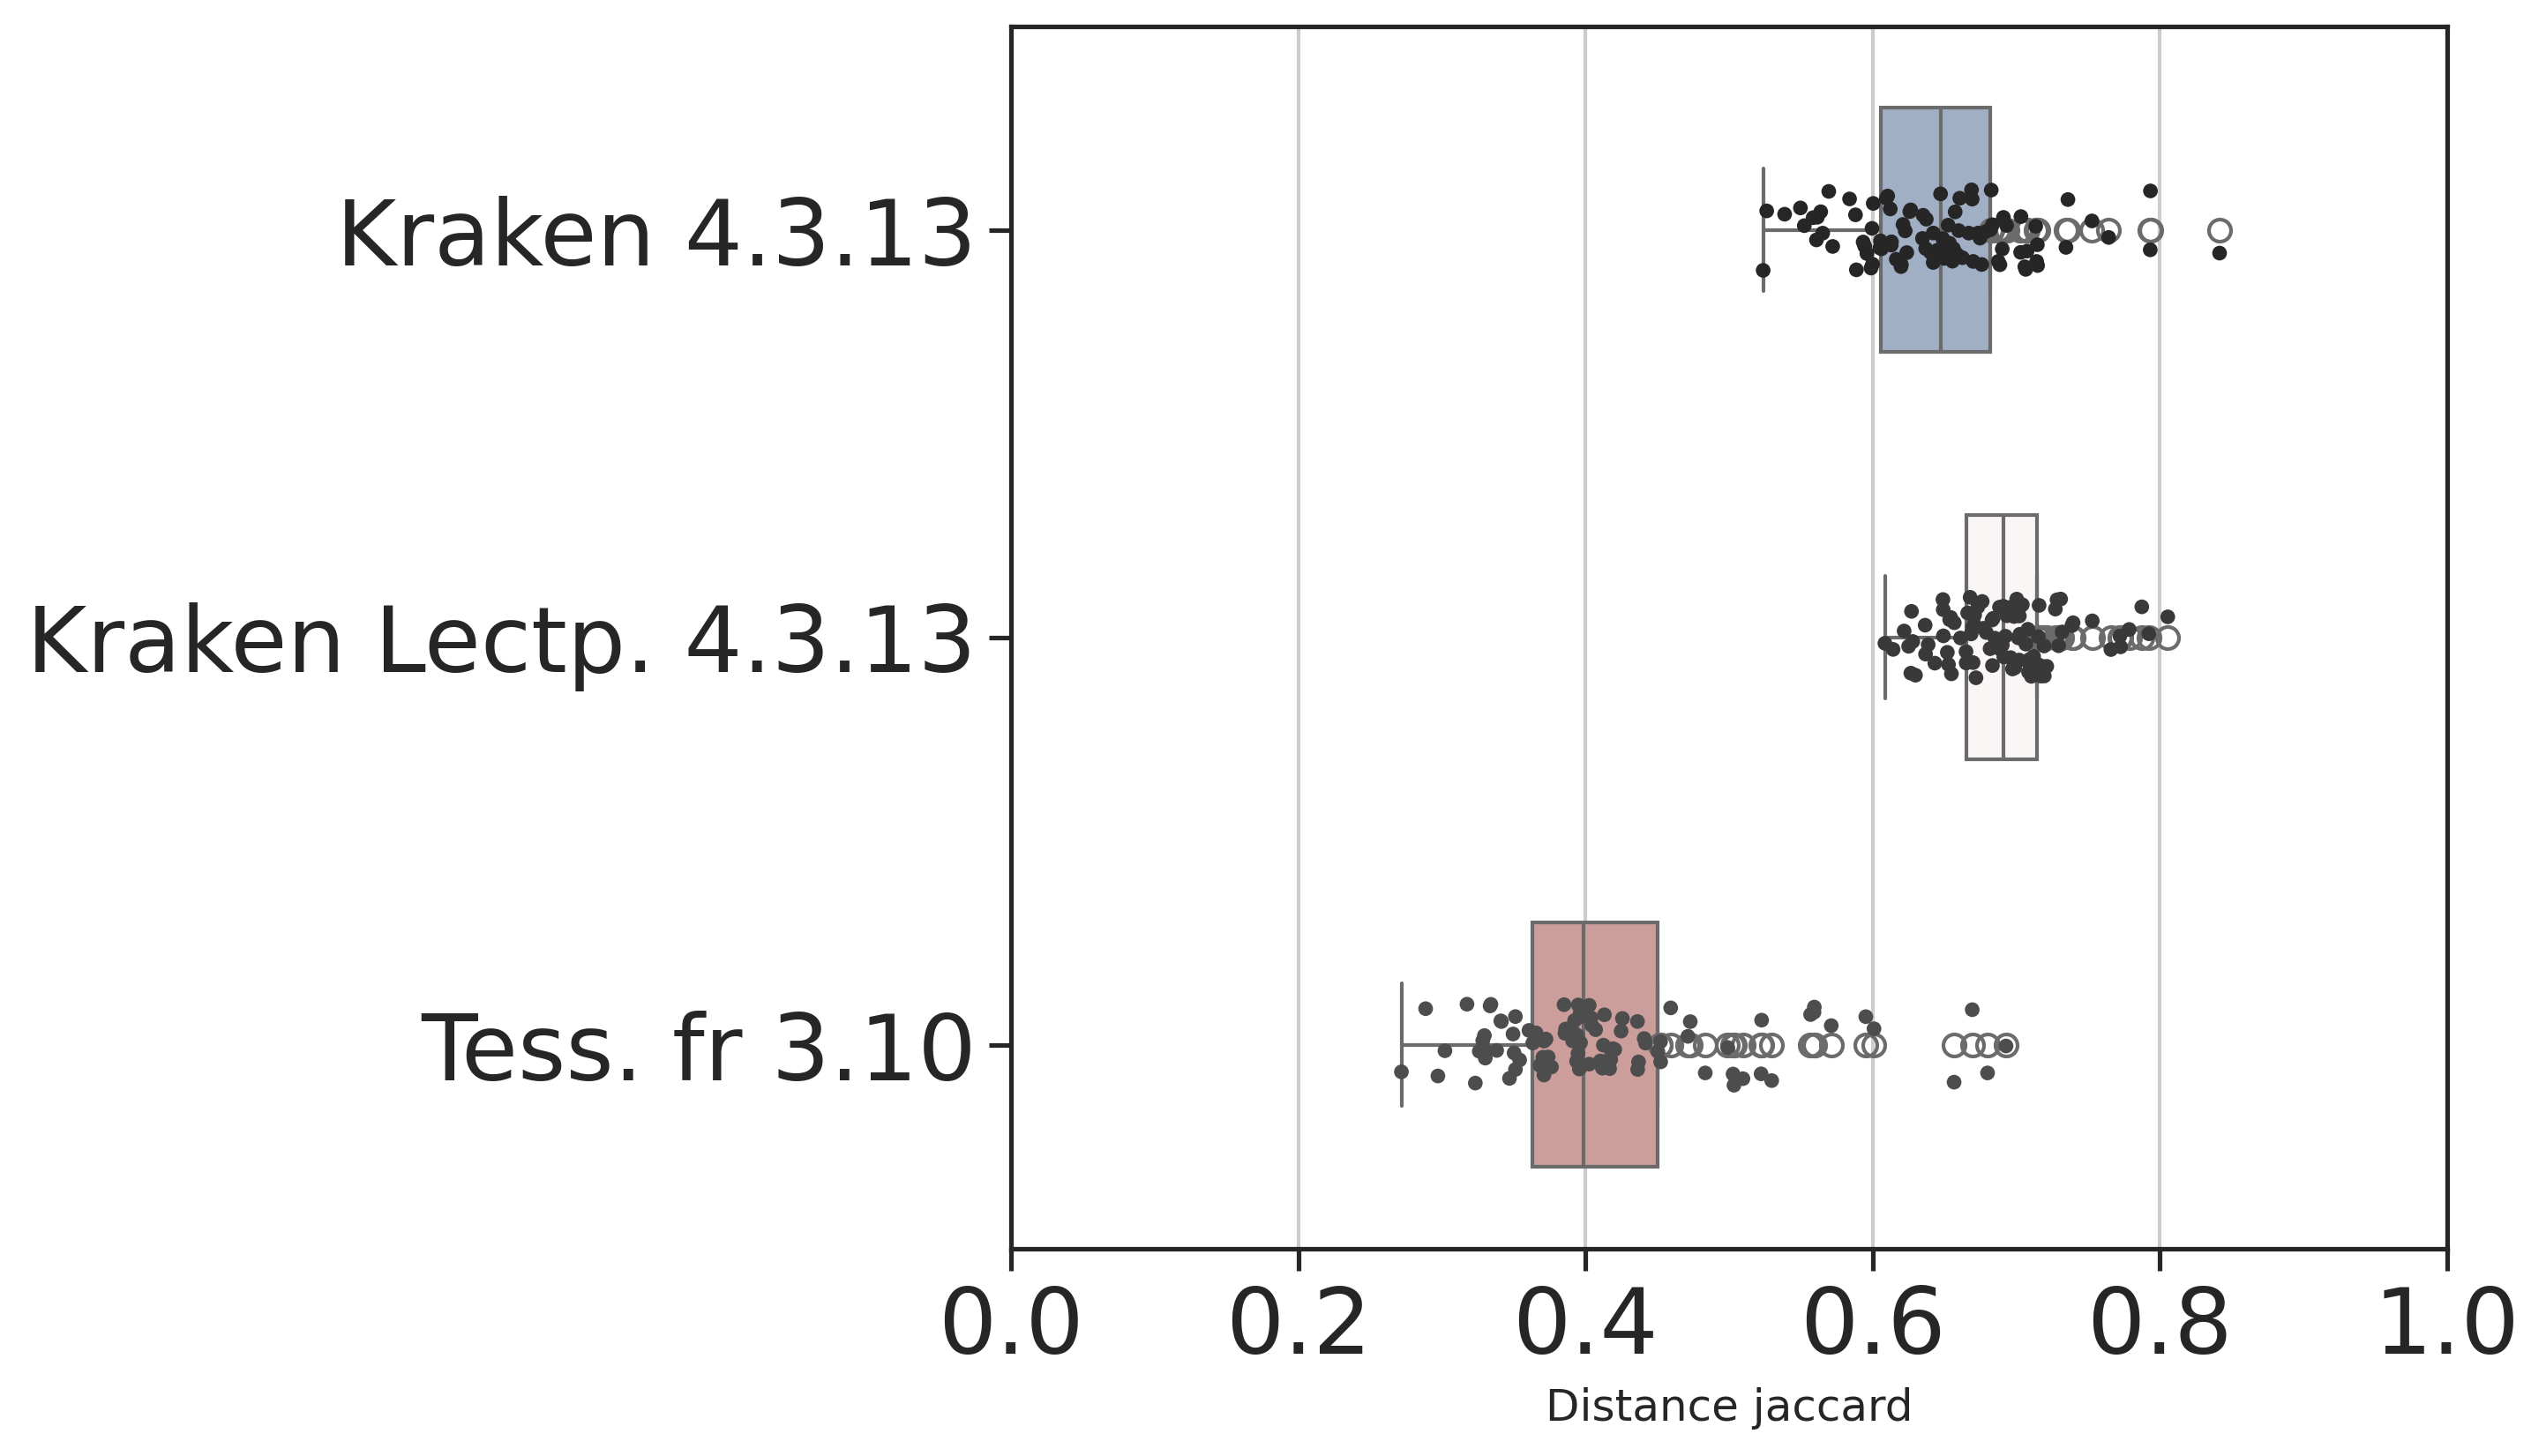 Kraken 4.3.13
Kraken Lectp. 4.3.13
Tess. fr 3.10
0.0 0.2 0.4 0.6 0.8 1.0
Distance jaccard